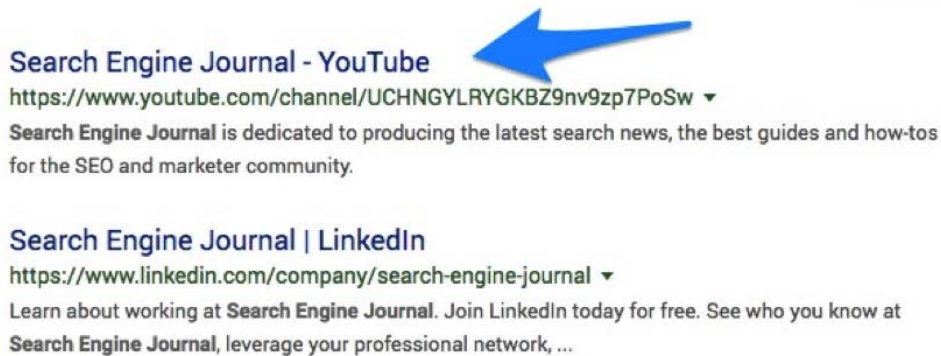 Search Engine Journal - YouTube
https://www.youtube.com/channel/UCHNGYLRYGKBZ9nv9zp7PoSw
Search Engine Journal is dedicated to producing the latest search news, the best guides and how-tos
for the SEO and marketer community.
Search Engine Journal | LinkedIn
https://www.linkedin.com/company/search-engine-journal
Learn about working at Search Engine Journal. Join LinkedIn today for free. See who you know at
Search Engine Journal, leverage your professional network, ...